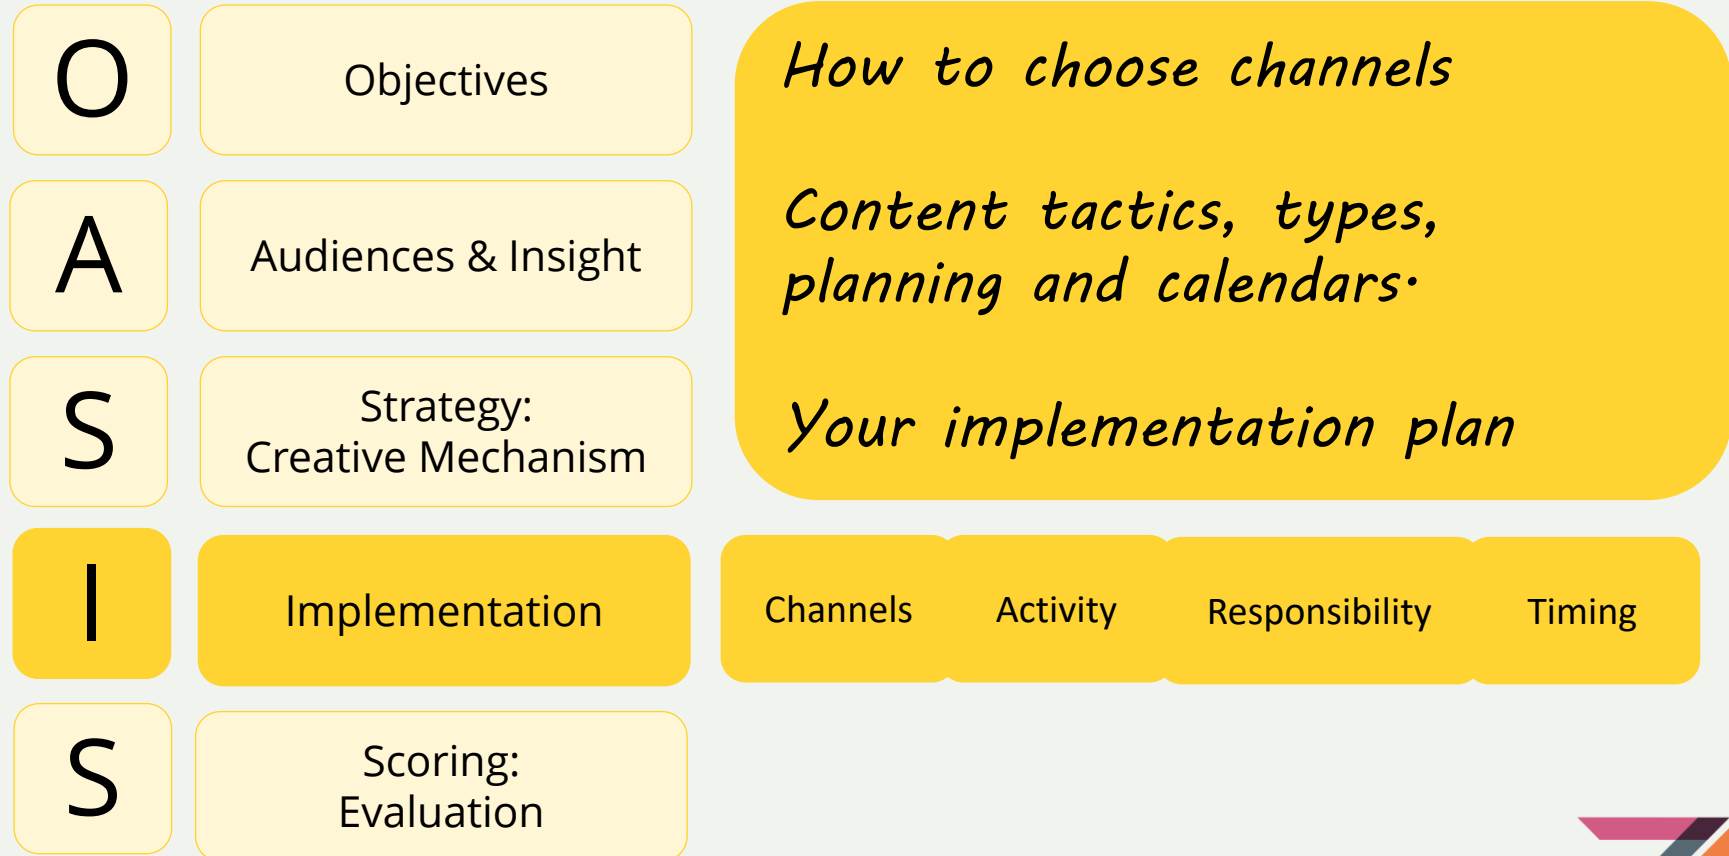 O
Objectives
A
Audiences & Insight
S
Strategy:
Creative Mechanism
I
Implementation
S
Scoring:
Evaluation
How to choose channels
Content tactics, types,
planning and calendars.
Your implementation plan
Channels
Activity
Responsibility
Timing